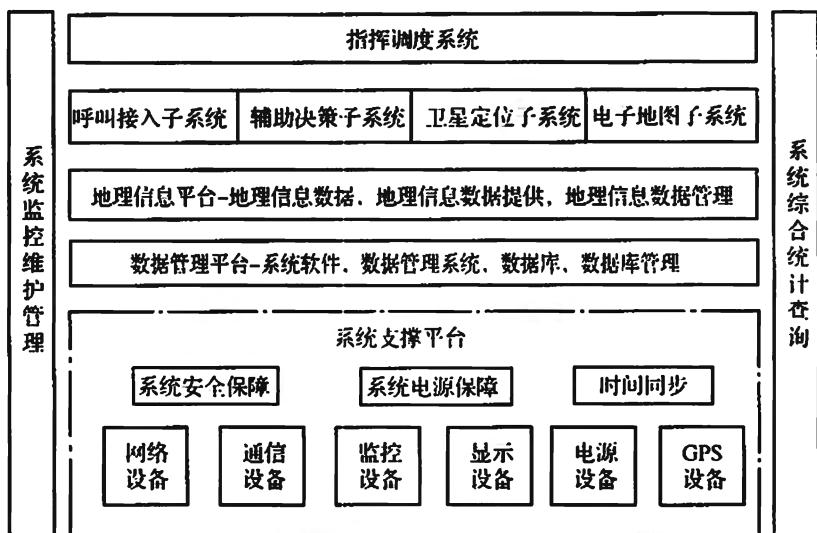 指挥调度系统
呼叫接入子系统
辅助决策子系统
卫星定位子系统
电子地图子系统
地理信息平台-地理信息数据，地理信息数据提供，地理信息数据管理
数据管理平台-系统软件、数据管理系统、数据库、数据库管理
系统支撑平台
系统安全保障
系统电源保障
时间同步
网络
设备
通信
设备
监控
设备
显示
设备
电源
设备
GPS
设备
系统监控维护管理
系统综合统计查询